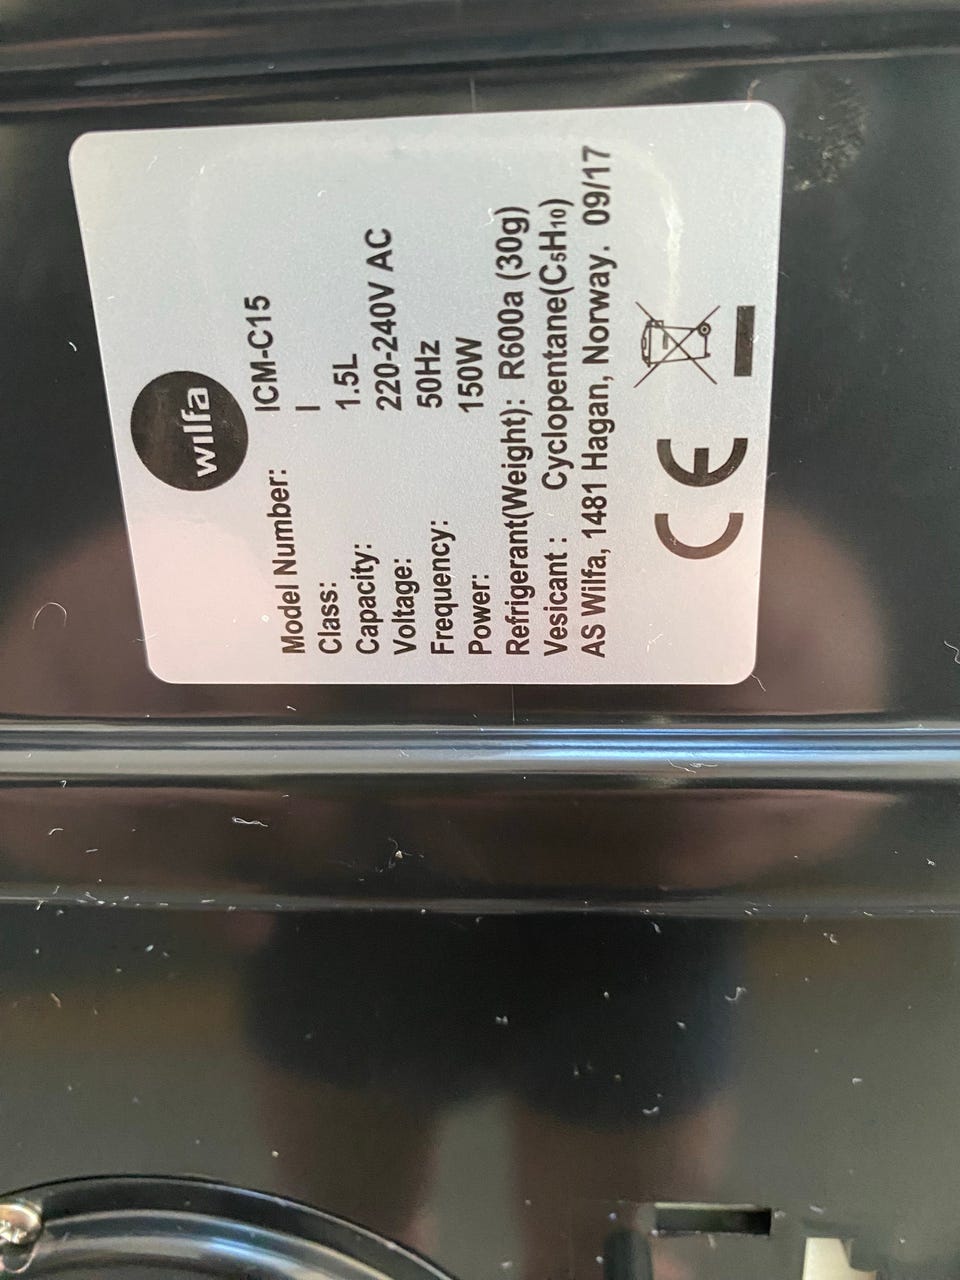 wilfa
Model Number: ICM-C15
Class: I
Capacity: 1.5L
Voltage: 220-240V AC
Frequency: 50Hz
Power: 150W
Refrigerant(Weight): R600a (30g)
Vesicant : Cyclopentane(C₅H₁₀)
AS Wilfa, 1481 Hagan, Norway. 09/17
CE